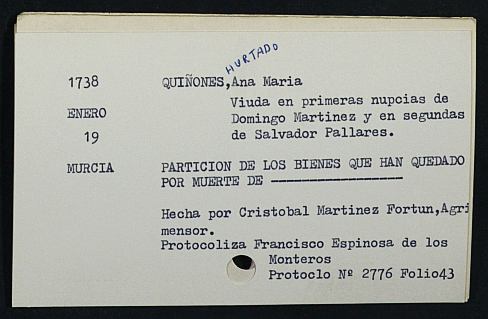 HURTADO
1738 QUIÑONES,Ana Maria
Viuda en primeras nupcias de
ENERO Domingo Martinez y en segundas
19 de Salvador Pallares.
MURCIA PARTICION DE LOS BIENES QUE HAN QUEDADO
POR MUERTE DE -----------------
Hecha por Cristobal Martinez Fortun,Agri
mensor.
Protocoliza Francisco Espinosa de los
Monteros
Protoclo Nº 2776 Folio43